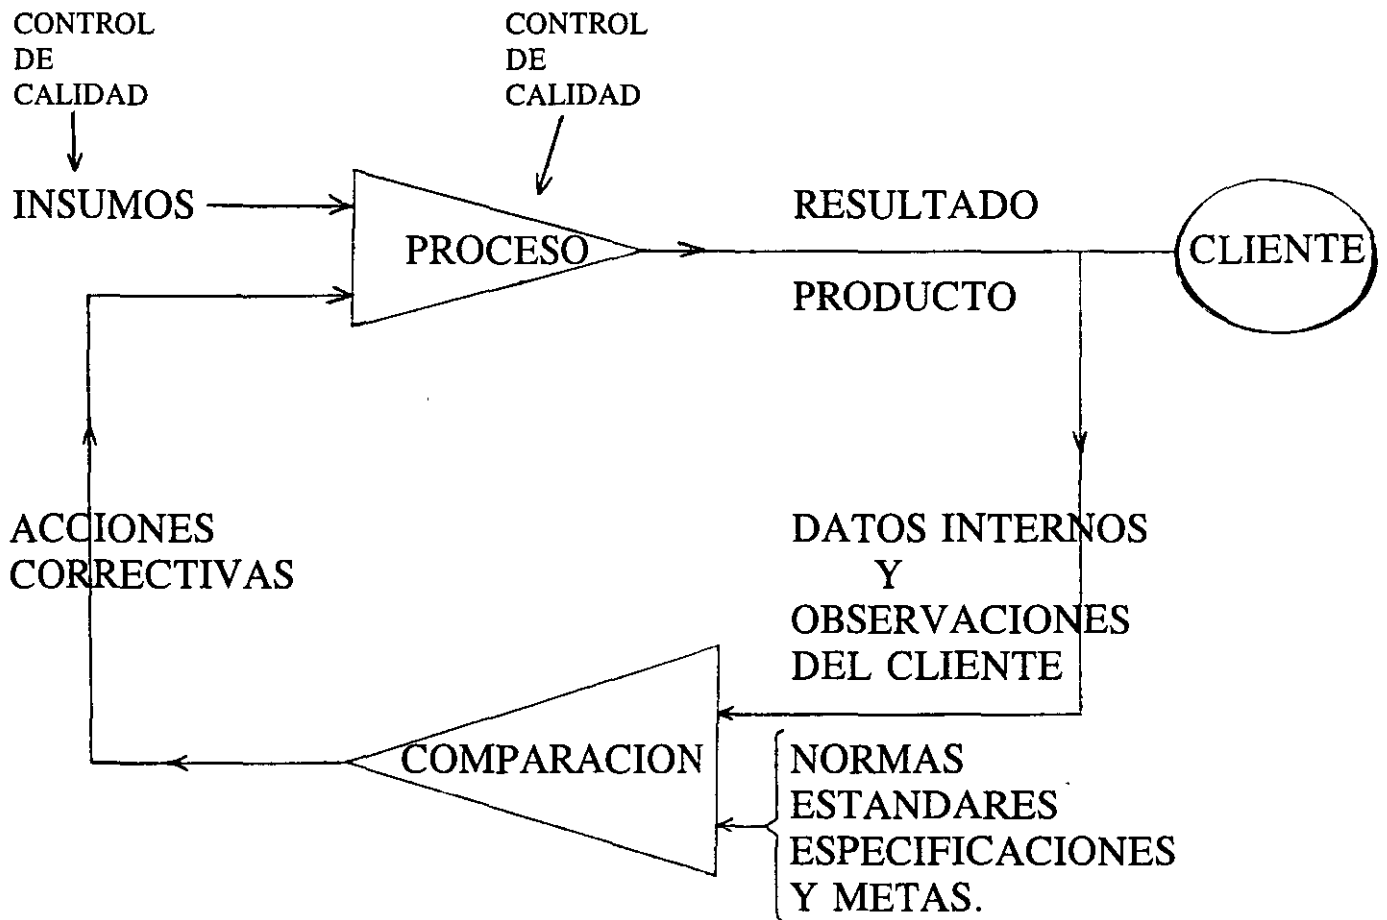 CONTROL
DE
CALIDAD
CONTROL
DE
CALIDAD
INSUMOS
PROCESO
RESULTADO
PRODUCTO
CLIENTE
ACCIONES
CORRECTIVAS
DATOS INTERNOS
Y
OBSERVACIONES
DEL CLIENTE
COMPARACION
NORMAS
ESTANDARES
ESPECIFICACIONES
Y METAS.